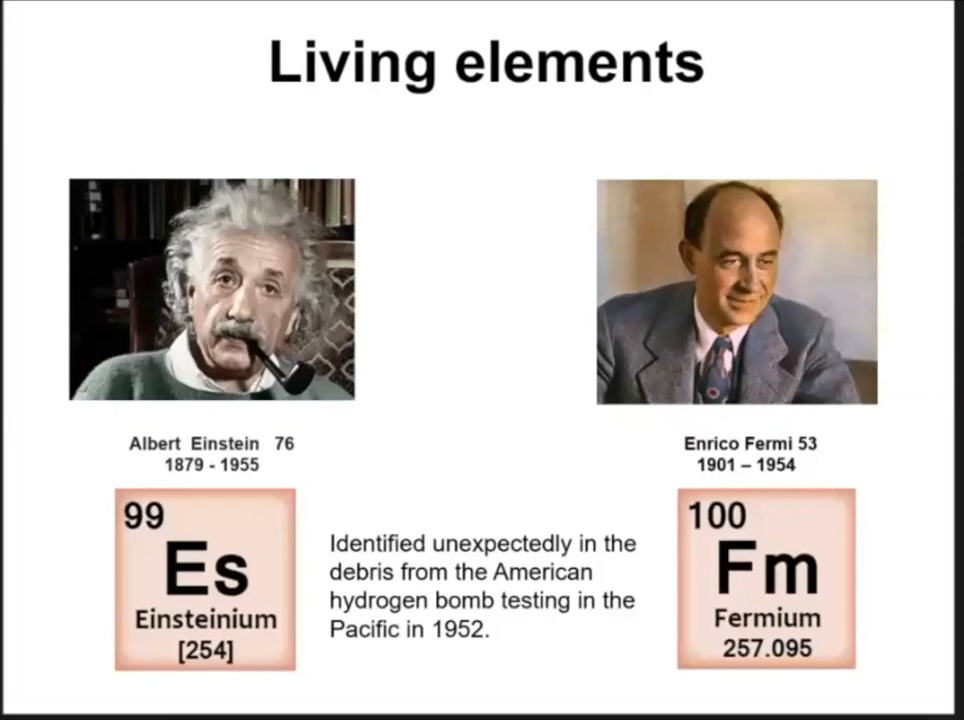 Living elements
Albert Einstein 76
1879 - 1955
Enrico Fermi 53
1901 – 1954
99
Es
Einsteinium
[254]
Identified unexpectedly in the
debris from the American
hydrogen bomb testing in the
Pacific in 1952.
100
Fm
Fermium
257.095